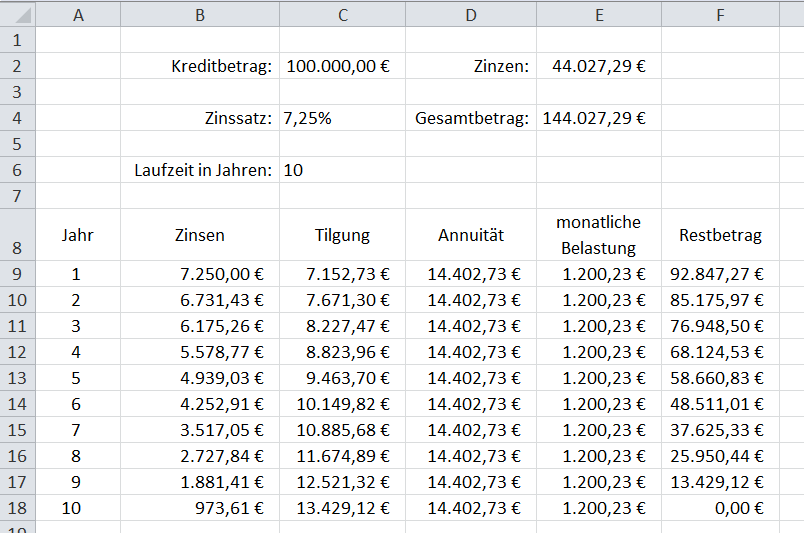 A B C D E F
1
2 Kreditbetrag: 100.000,00 € Zinzen: 44.027,29 €
3
4 Zinssatz: 7,25% Gesamtbetrag: 144.027,29 €
5
6 Laufzeit in Jahren: 10
7
8 Jahr Zinsen Tilgung Annuität monatliche Belastung Restbetrag
9 1 7.250,00 € 7.152,73 € 14.402,73 € 1.200,23 € 92.847,27 €
10 2 6.731,43 € 7.671,30 € 14.402,73 € 1.200,23 € 85.175,97 €
11 3 6.175,26 € 8.227,47 € 14.402,73 € 1.200,23 € 76.948,50 €
12 4 5.578,77 € 8.823,96 € 14.402,73 € 1.200,23 € 68.124,53 €
13 5 4.939,03 € 9.463,70 € 14.402,73 € 1.200,23 € 58.660,83 €
14 6 4.252,91 € 10.149,82 € 14.402,73 € 1.200,23 € 48.511,01 €
15 7 3.517,05 € 10.885,68 € 14.402,73 € 1.200,23 € 37.625,33 €
16 8 2.727,84 € 11.674,89 € 14.402,73 € 1.200,23 € 25.950,44 €
17 9 1.881,41 € 12.521,32 € 14.402,73 € 1.200,23 € 13.429,12 €
18 10 973,61 € 13.429,12 € 14.402,73 € 1.200,23 € 0,00 €